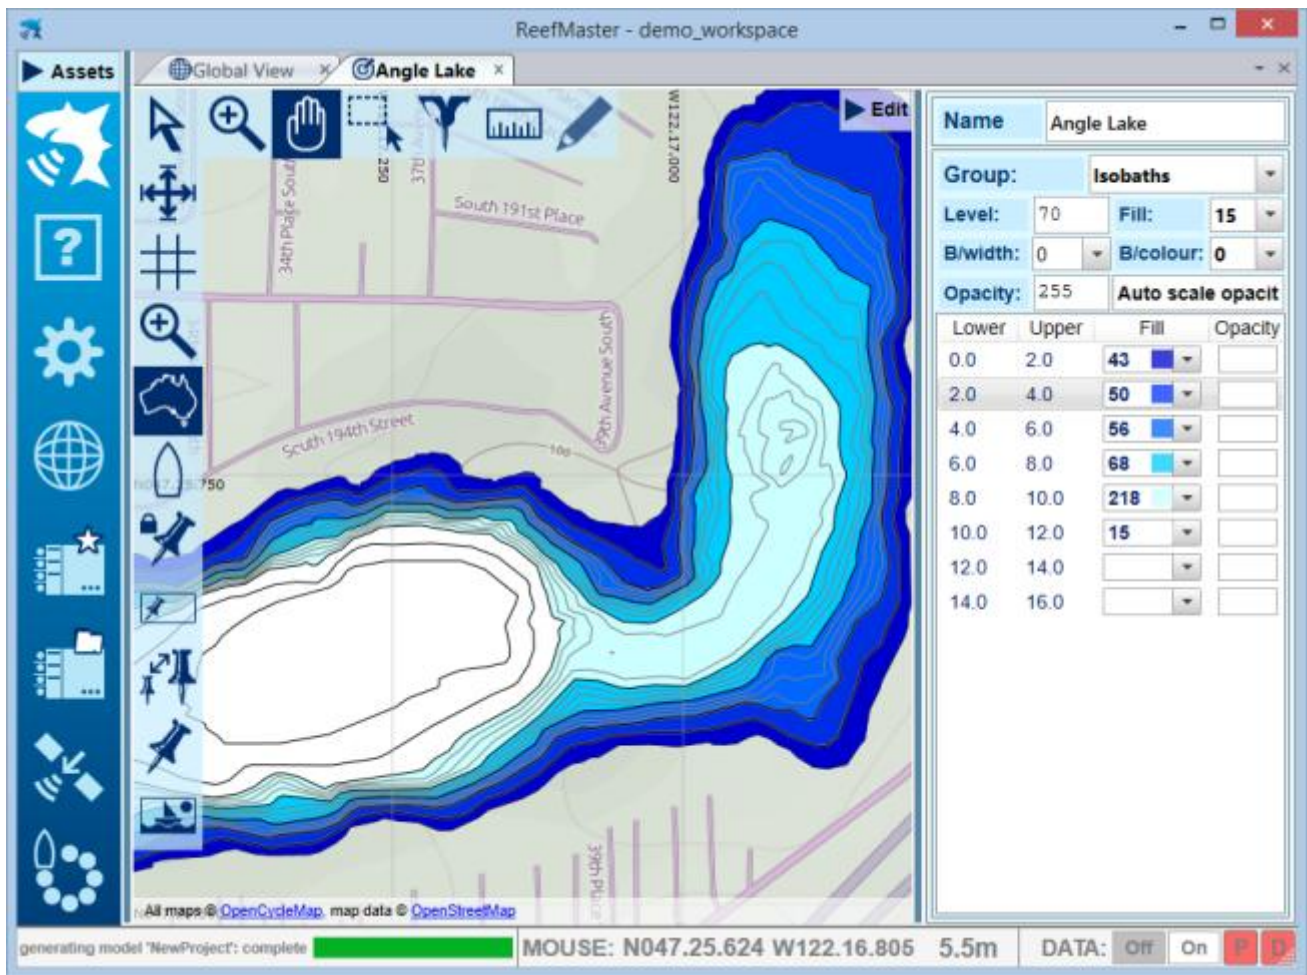 ReefMaster - demo_workspace
Assets
Global View
Angle Lake
Edit
W122.17.000
250
37th Ave
34th Place South
South 191st Place
39th Avenue South
South 194th Street
100
N047.25.750
39th Place
All maps © OpenCycleMap, map data © OpenStreetMap
Name Angle Lake
Group: Isobaths
Level: 70 Fill: 15
B/width: 0 B/colour: 0
Opacity: 255 Auto scale opacit
Lower Upper Fill Opacity
0.0 2.0 43
2.0 4.0 50
4.0 6.0 56
6.0 8.0 68
8.0 10.0 218
10.0 12.0 15
12.0 14.0
14.0 16.0
generating model 'NewProject': complete
MOUSE: N047.25.624 W122.16.805 5.5m DATA: Off On P D